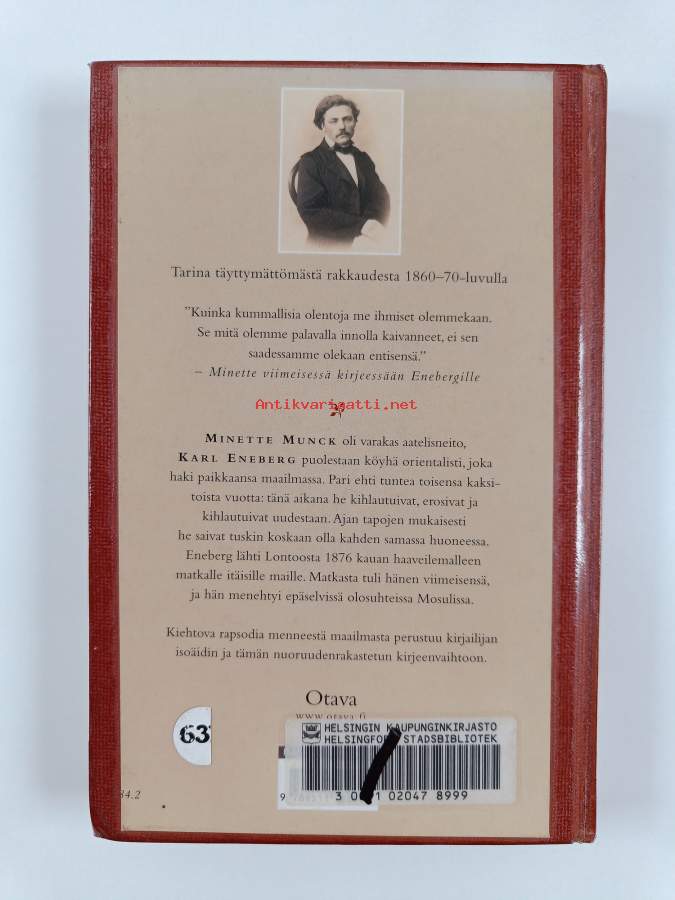 Tarina täyttymättömästä rakkaudesta 1860–70-luvulla
”Kuinka kummallisia olentoja me ihmiset olemmekaan.
Se mitä olemme palavalla innolla kaivanneet, ei sen
saadessamme olekaan entisensä.”
– Minette viimeisessä kirjeessään Enebergille
Antikvariaatti.net
MINETTE MUNCK oli varakas aatelisneito,
KARL ENEBERG puolestaan köyhä orientalisti, joka
haki paikkaansa maailmassa. Pari ehti tuntea toisensa kaksi-
toista vuotta: tänä aikana he kihlautuivat, erosivat ja
kihlautuivat uudestaan. Ajan tapojen mukaisesti
he saivat tuskin koskaan olla kahden samassa huoneessa.
Eneberg lähti Lontoosta 1876 kauan haaveilemalleen
matkalle itäisille maille. Matkasta tuli hänen viimeisensä,
ja hän menehtyi epäselvissä olosuhteissa Mosulissa.
Kiehtova rapsodia menneestä maailmasta perustuu kirjailijan
isoäidin ja tämän nuoruudenrakastetun kirjeenvaihtoon.
Otava
www.otava.fi
63
HELSINGIN KAUPUNGINKIRJASTO
STADSBIBLIOTEK
02047 8999
84.2